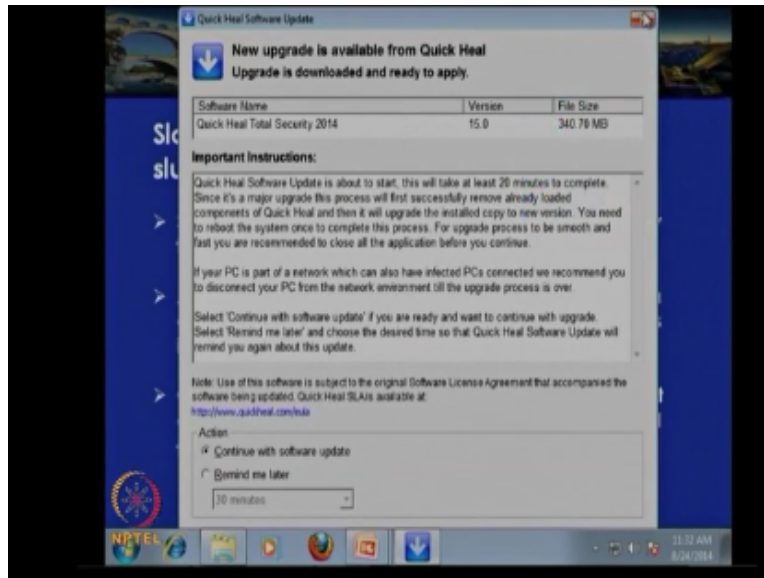 Quick Heal Software Update
New upgrade is available from Quick Heal
Upgrade is downloaded and ready to apply.
Software Name Version File Size
Quick Heal Total Security 2014 15.0 340.70 MB
Important Instructions:
Quick Heal Software Update is about to start, this will take at least 20 minutes to complete.
Since it's a major upgrade this process will first successfully remove already loaded
components of Quick Heal and then it will upgrade the installed copy to new version. You need
to reboot the system once to complete this process. For upgrade process to be smooth and
fast you are recommended to close all the application before you continue.
If your PC is part of a network which can also have infected PCs connected we recommend you
to disconnect your PC from the network environment till the upgrade process is over.
Select 'Continue with software update' if you are ready and want to continue with upgrade.
Select 'Remind me later' and choose the desired time so that Quick Heal Software Update will
remind you again about this update.
Note: Use of this software is subject to the original Software License Agreement that accompanied the
software being updated. Quick Heal SLA is available at:
http://www.quickheal.com/eula
Action
Continue with software update
Remind me later
30 minutes
Slo
slu
NPTEL
11:32 AM
8/24/2014